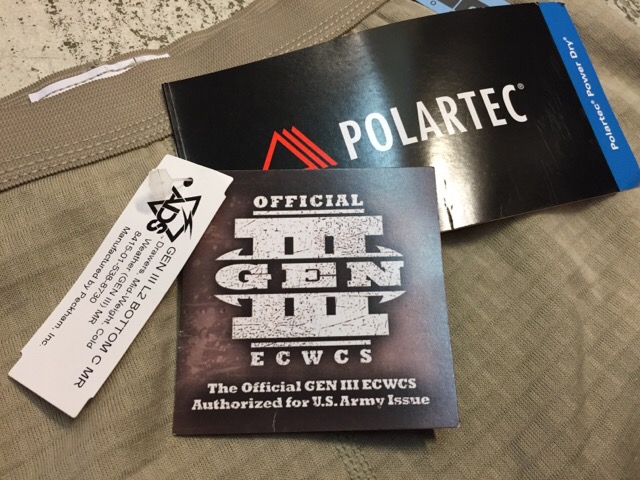 POLARTEC®
Polartec® Power Dry®
OFFICIAL
III
GEN
III
ECWCS
The Official GEN III ECWCS
Authorized for U.S. Army Issue
ADS
GEN III L2 BOTTOM C MR
Drawers, Mid-Weight, Cold
Weather (GEN III) MR
8415-01-538-8730
Manufactured by Peckham, Inc.